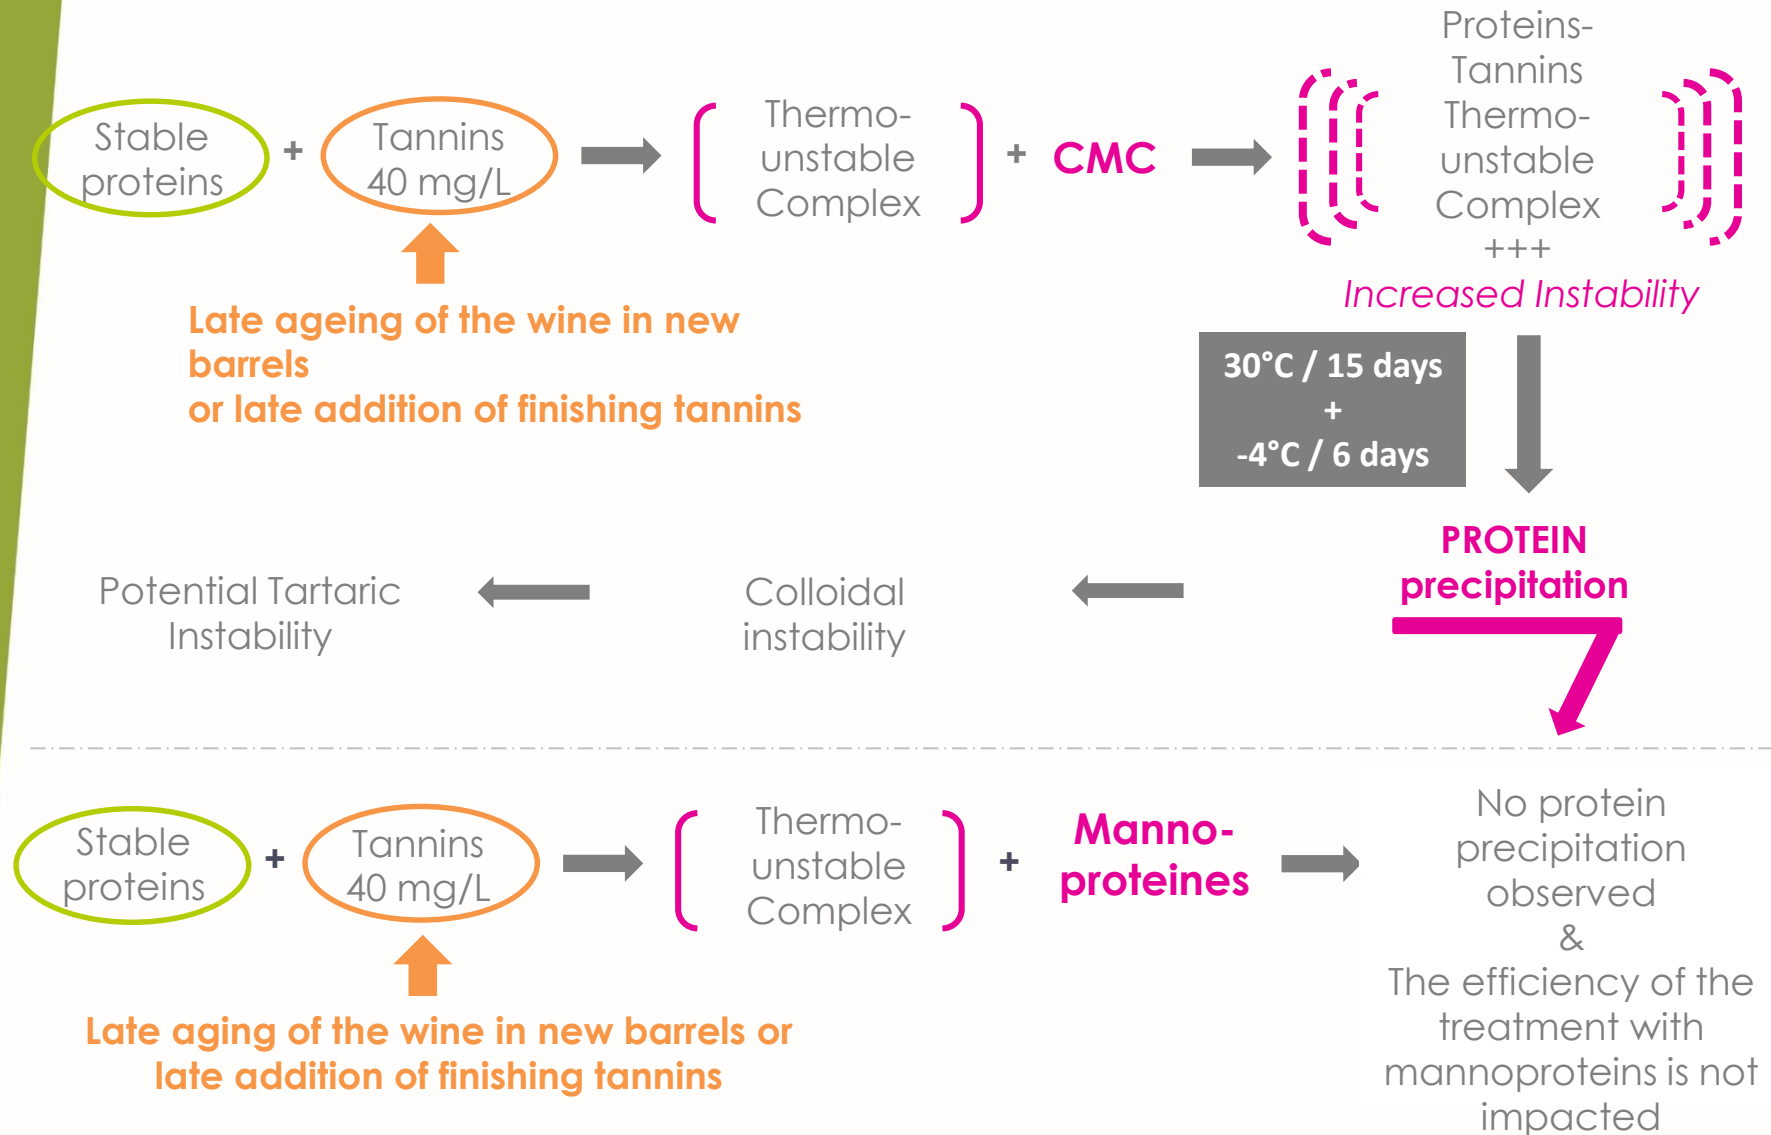 Stable
proteins
+
Tannins
40 mg/L
Thermo-
unstable
Complex
+
CMC
Proteins-
Tannins
Thermo-
unstable
Complex
+++
Increased Instability
Late ageing of the wine in new
barrels
or late addition of finishing tannins
30°C / 15 days
+
-4°C / 6 days
PROTEIN
precipitation
Colloidal
instability
Potential Tartaric
Instability
Stable
proteins
+
Tannins
40 mg/L
Thermo-
unstable
Complex
+
Manno-
proteines
No protein
precipitation
observed
&
The efficiency of the
treatment with
mannoproteins is not
impacted
Late aging of the wine in new barrels or
late addition of finishing tannins